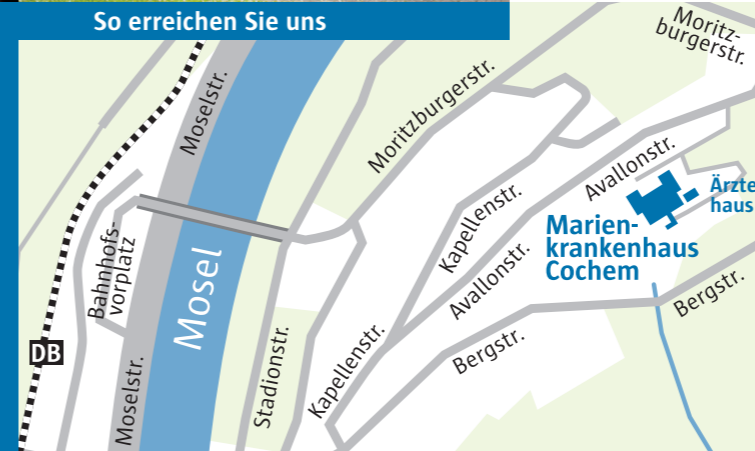 So erreichen Sie uns
Moritz-
burgerstr.
Moselstr.
Moritzburgerstr.
Avallonstr.
Ärzte
haus
Kapellenstr.
Marien-
krankenhaus
Cochem
Bahnhofs-
vorplatz
Mosel
Avallonstr.
Bergstr.
DB
Bergstr.
Stadionstr.
Kapellenstr.
Moselstr.